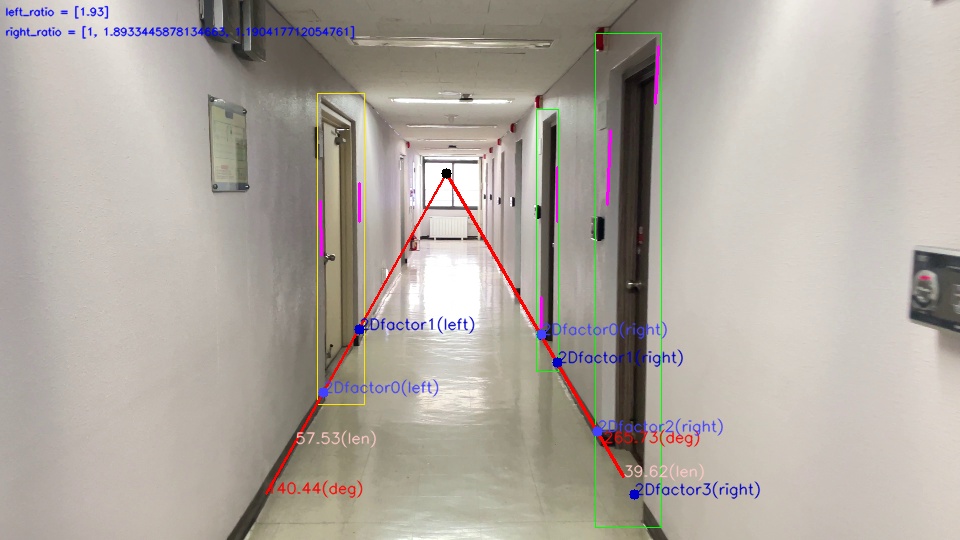 left_ratio = [1.93]
right_ratio = [1, 1.8933445878134653, 1.190417712054761]
2Dfactor1(left)
2Dfactor0(right)
2Dfactor1(right)
2Dfactor0(left)
2Dfactor2(right)
57.53(len)
265.73(deg)
39.62(len)
40.44(deg)
2Dfactor3(right)